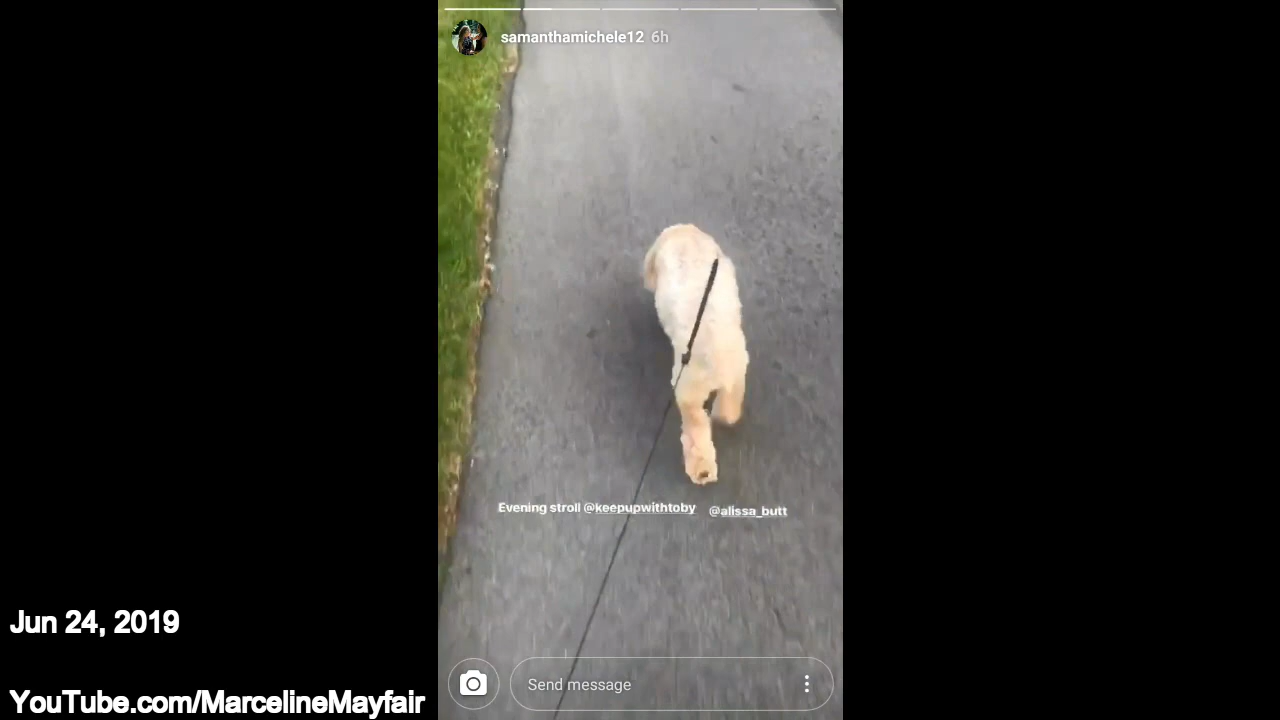 samanthamichele12 6h
Evening stroll @keepupwithtoby @alissa_butt
Jun 24, 2019
Send message
YouTube.com/MarcelineMayfair